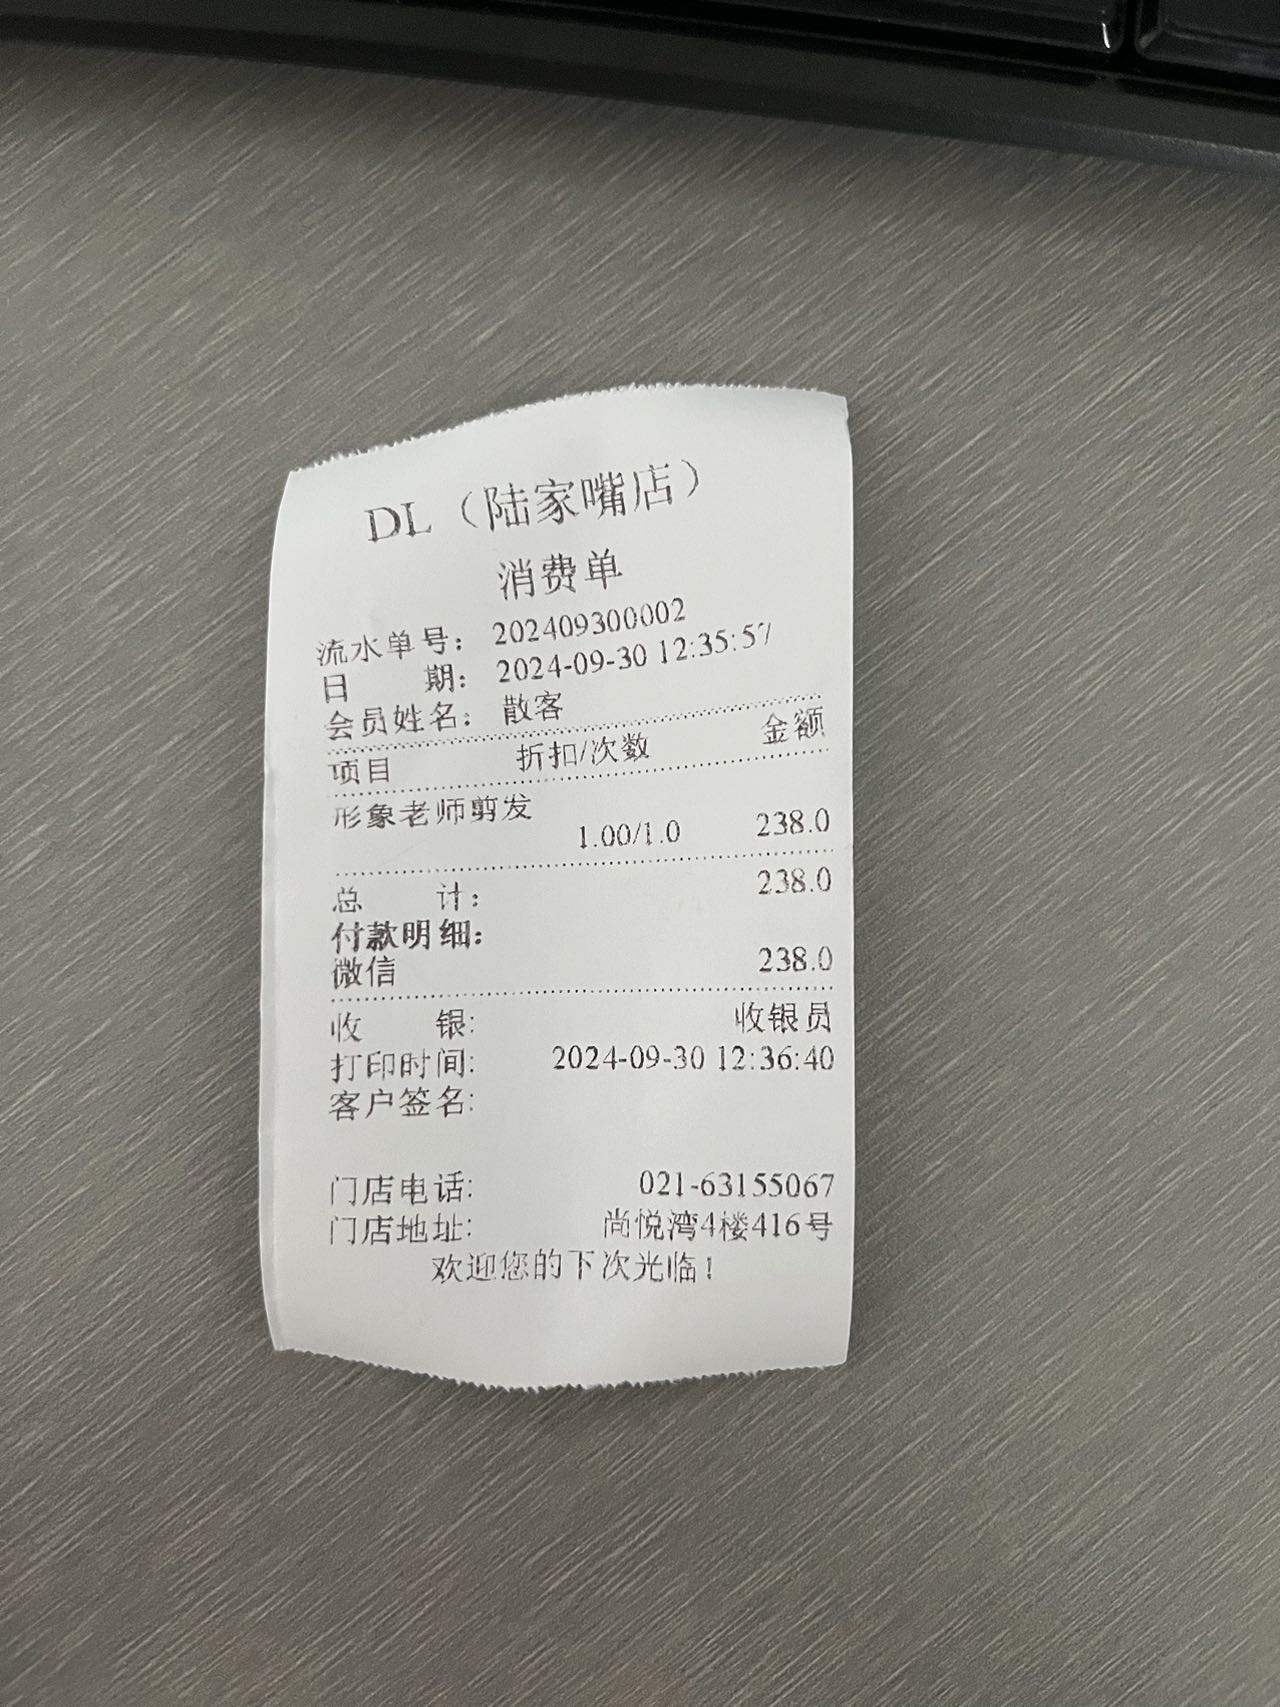 DL（陆家嘴店）
消费单
流水单号： 202409300002
日 期： 2024-09-30 12:35:57
会员姓名： 散客
项目 折扣/次数 金额
形象老师剪发
1.00/1.0 238.0
总 计： 238.0
付款明细：
微信 238.0
收 银: 收银员
打印时间: 2024-09-30 12:36:40
客户签名:
门店电话: 021-63155067
门店地址: 尚悦湾4楼416号
欢迎您的下次光临！